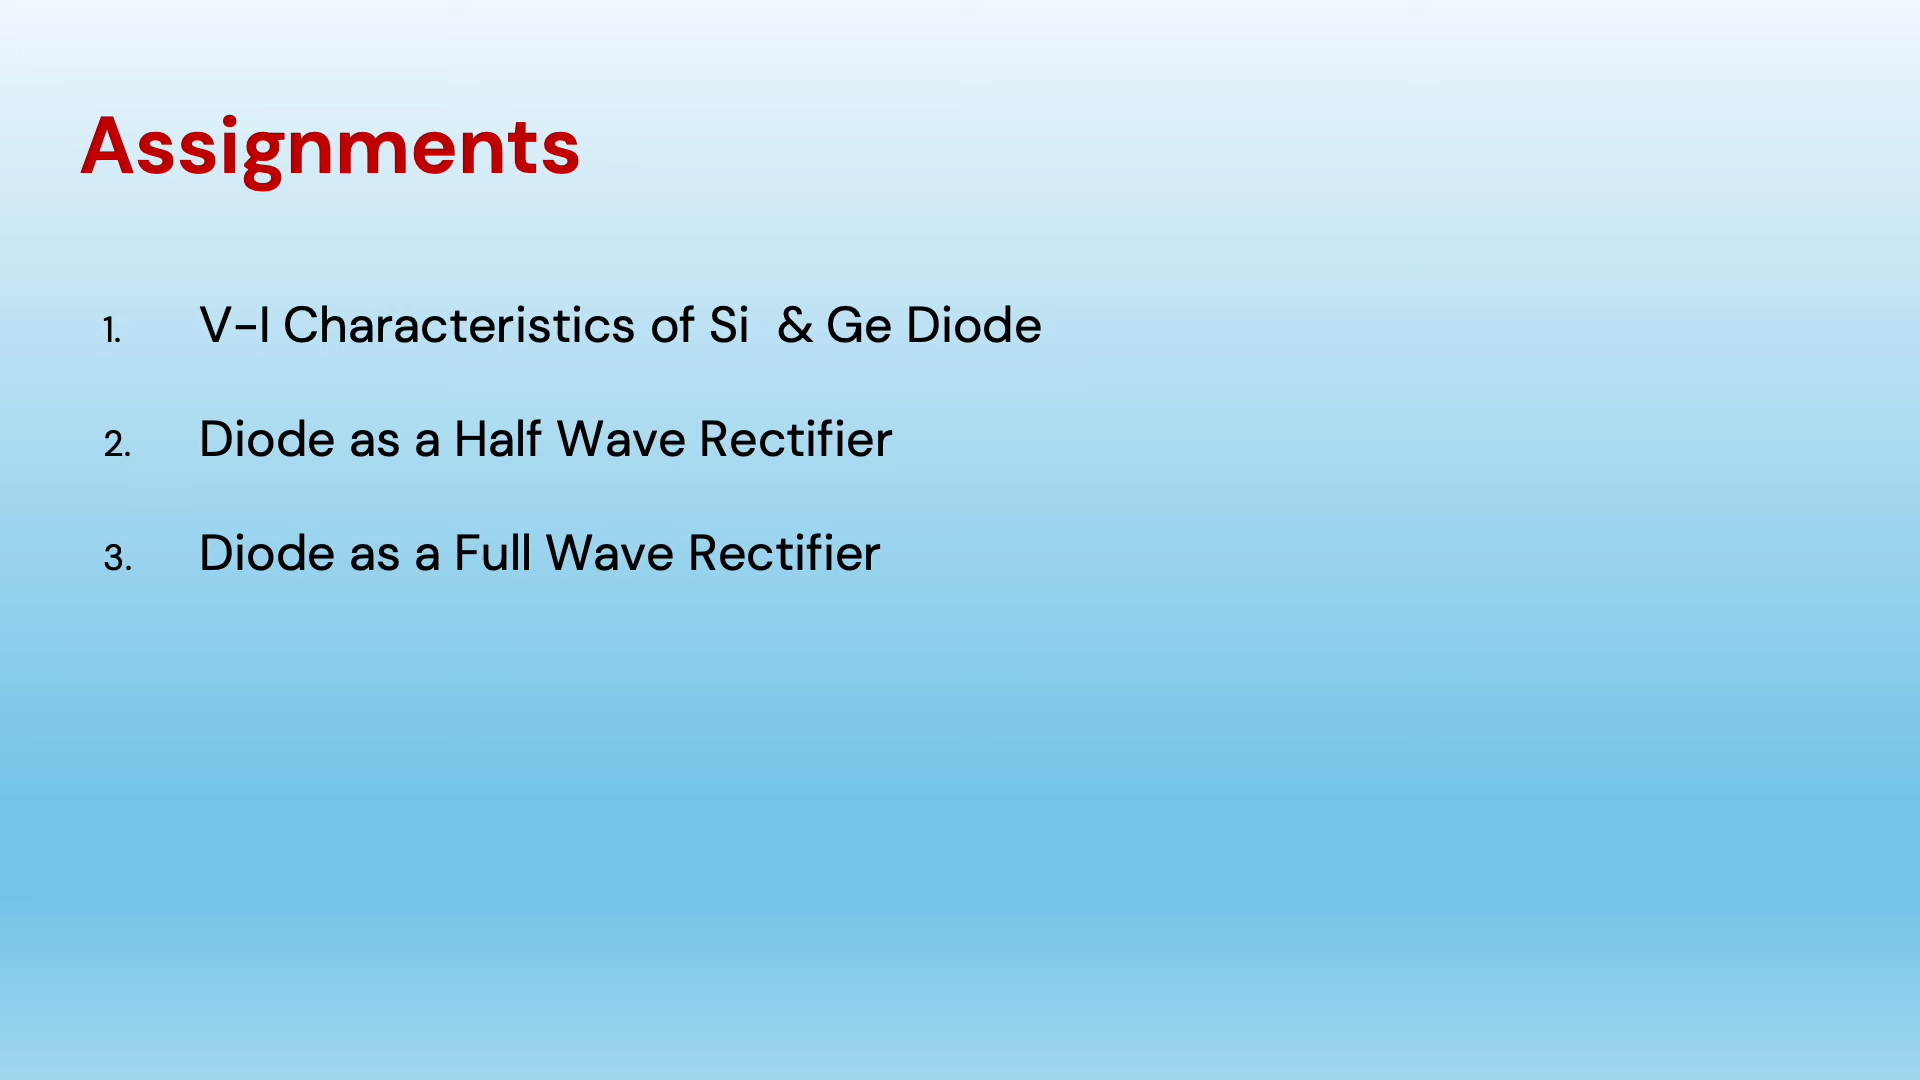 Assignments
1. V-I Characteristics of Si  & Ge Diode
2. Diode as a Half Wave Rectifier
3. Diode as a Full Wave Rectifier